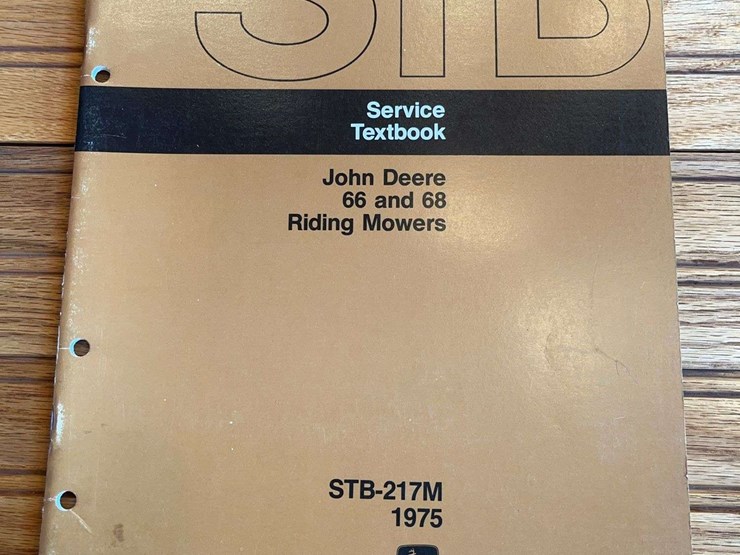 STB
Service
Textbook
John Deere
66 and 68
Riding Mowers
STB-217M
1975